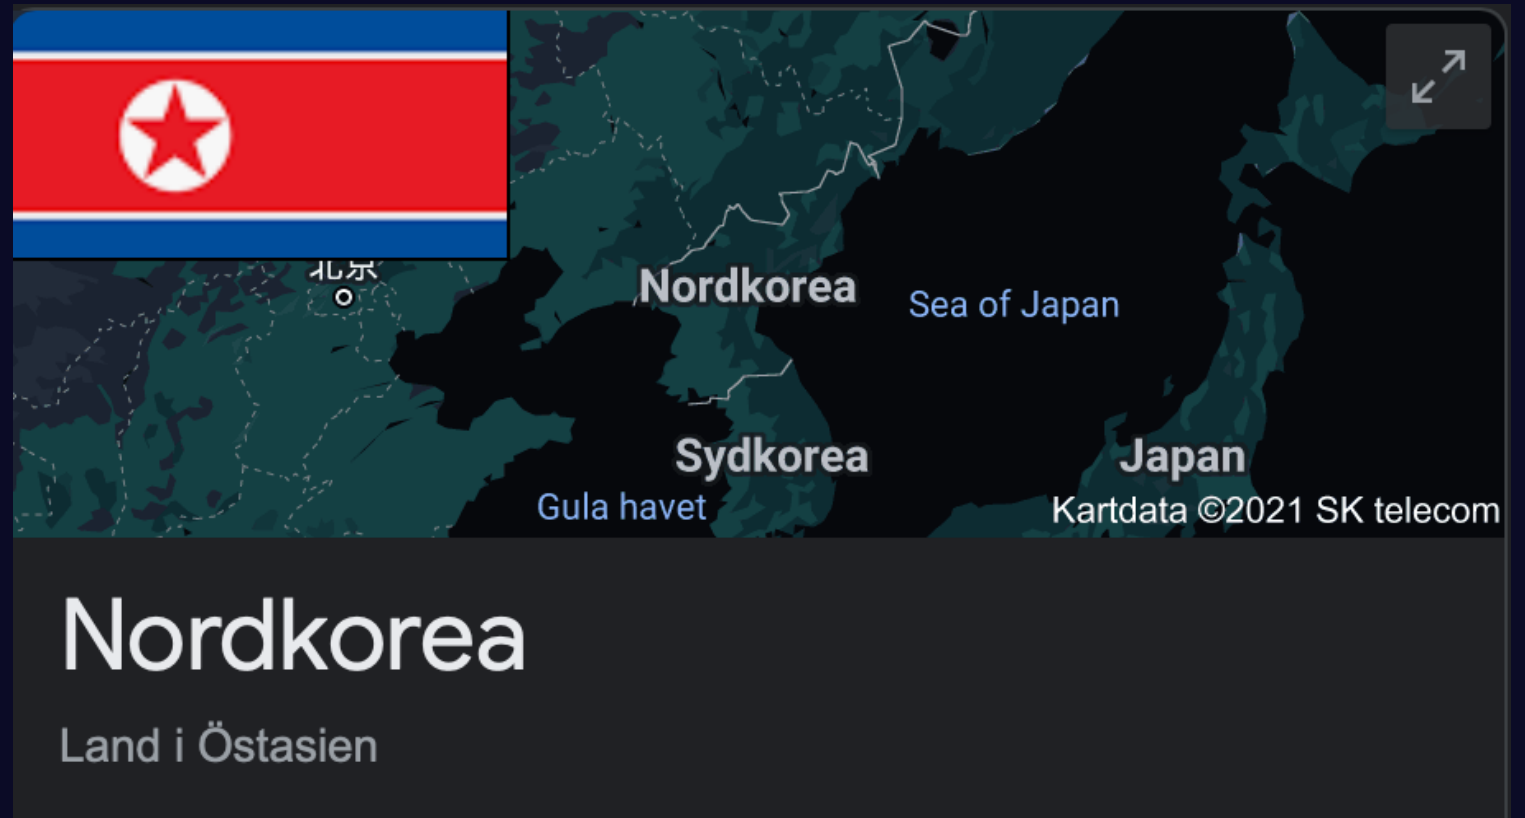 北京
Nordkorea
Sea of Japan
Sydkorea
Japan
Gula havet
Kartdata ©2021 SK telecom
Nordkorea
Land i Östasien